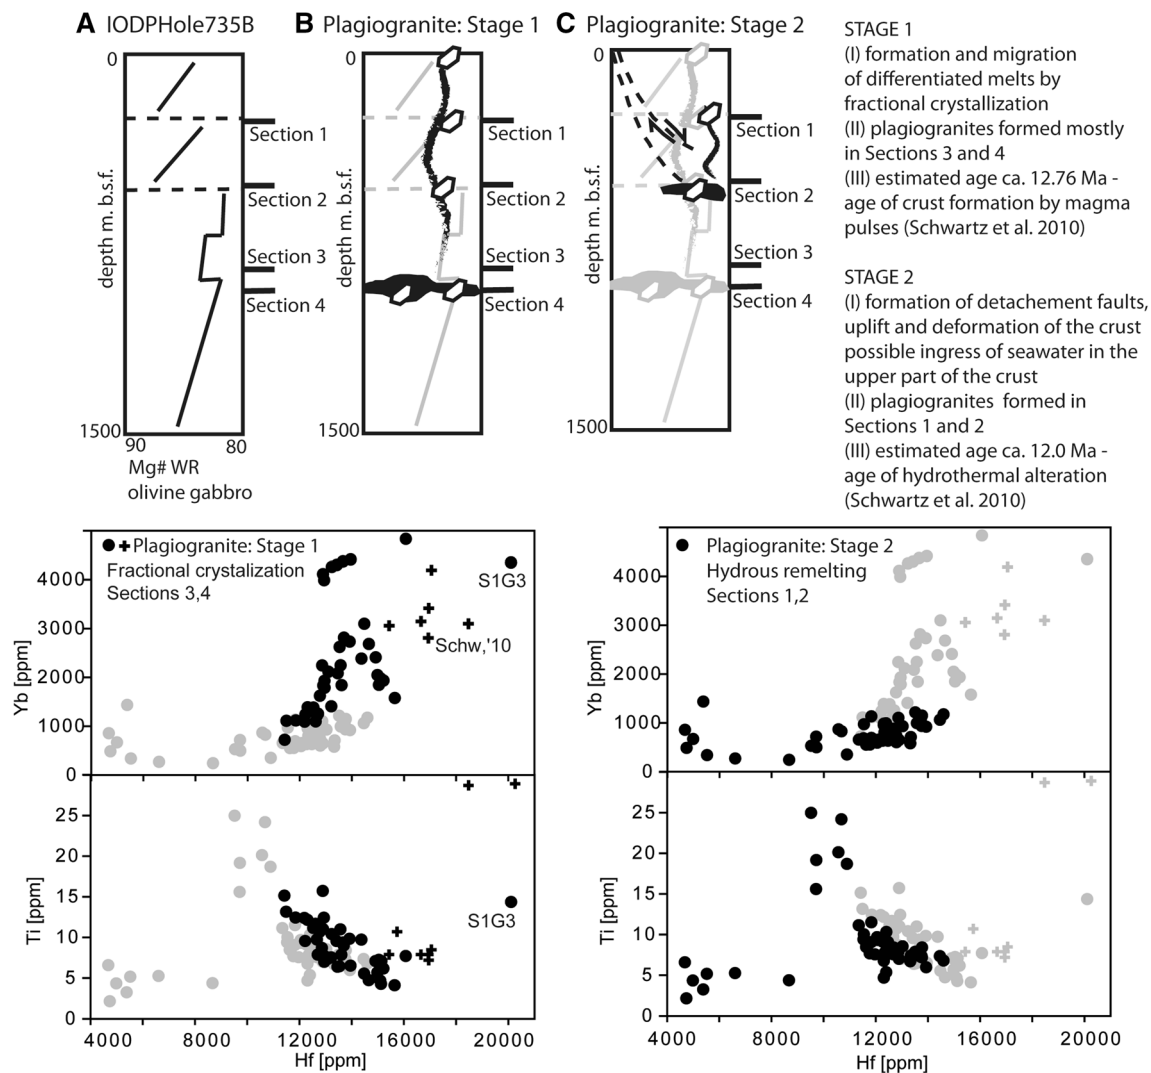 A IODPHole735B
0
Section 1
Section 2
Section 3
Section 4
depth m. b.s.f.
1500
90 80
Mg# WR
olivine gabbro
B Plagiogranite: Stage 1
0
Section 1
Section 2
Section 3
Section 4
depth m. b.s.f.
1500
C Plagiogranite: Stage 2
0
Section 1
Section 2
Section 3
Section 4
depth m. b.s.f.
1500
STAGE 1
(I) formation and migration
of differentiated melts by
fractional crystallization
(II) plagiogranites formed mostly
in Sections 3 and 4
(III) estimated age ca. 12.76 Ma -
age of crust formation by magma
pulses (Schwartz et al. 2010)
STAGE 2
(I) formation of detachement faults,
uplift and deformation of the crust
possible ingress of seawater in the
upper part of the crust
(II) plagiogranites formed in
Sections 1 and 2
(III) estimated age ca. 12.0 Ma -
age of hydrothermal alteration
(Schwartz et al. 2010)
Plagiogranite: Stage 1
Fractional crystalization
Sections 3,4
S1G3
Schw,'10
4000
3000
2000
1000
0
Yb [ppm]
S1G3
25
20
15
10
5
0
Ti [ppm]
4000 8000 12000 16000 20000
Hf [ppm]
Plagiogranite: Stage 2
Hydrous remelting
Sections 1,2
4000
3000
2000
1000
0
Yb [ppm]
25
20
15
10
5
0
Ti [ppm]
4000 8000 12000 16000 20000
Hf [ppm]